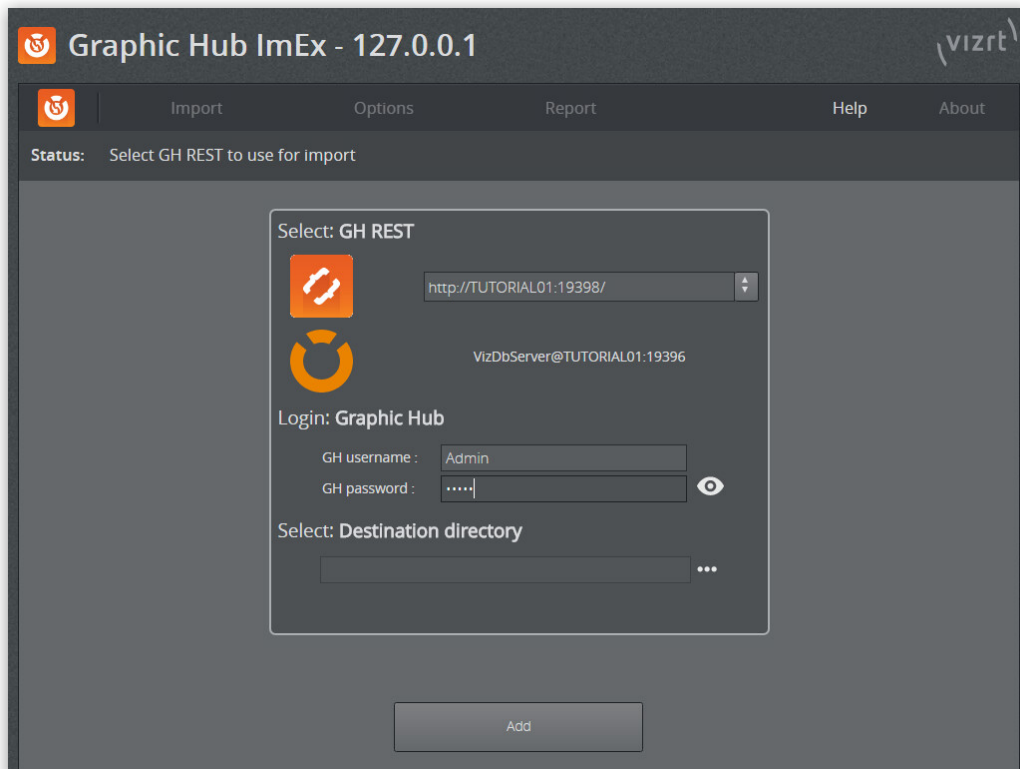 Graphic Hub ImEx - 127.0.0.1
vizrt
Import Options Report Help About
Status: Select GH REST to use for import
Select: GH REST
http://TUTORIAL01:19398/
VizDbServer@TUTORIAL01:19396
Login: Graphic Hub
GH username : Admin
GH password : •••••
Select: Destination directory
•••
Add